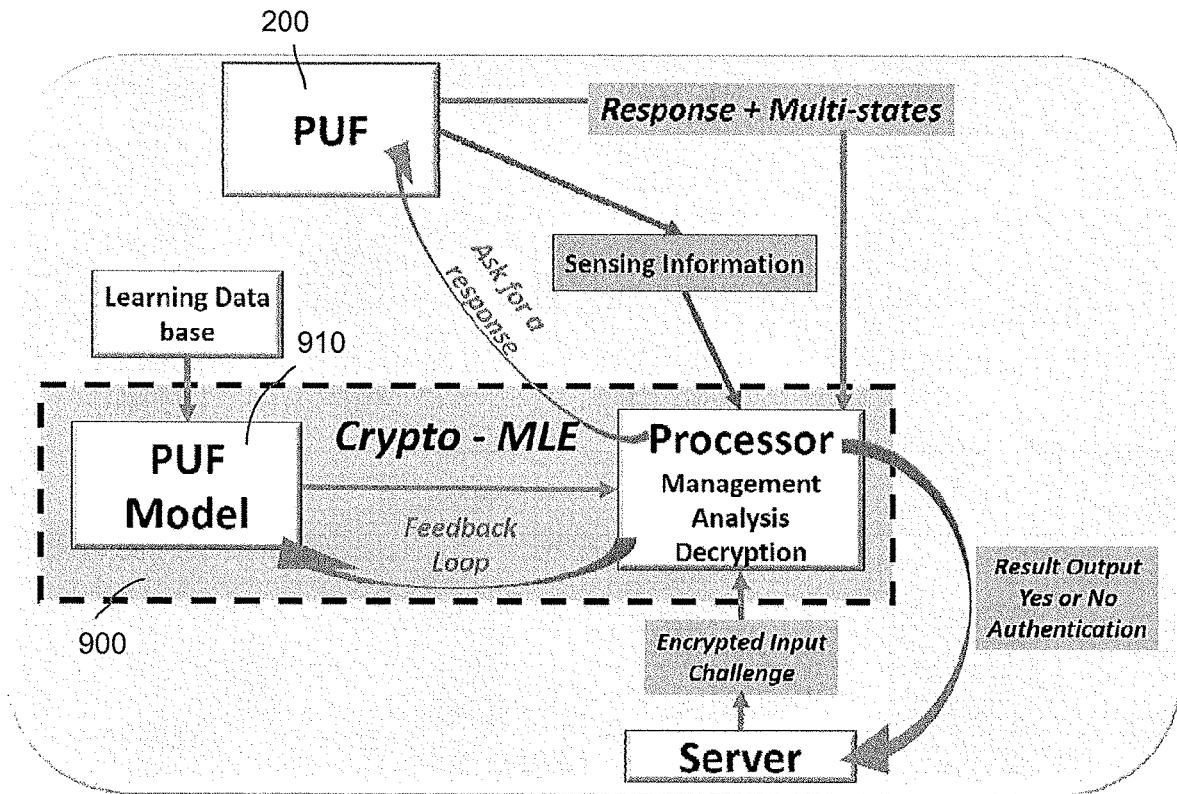 200
PUF
Response + Multi-states
Ask for a
response
Sensing Information
Learning Data
base
910
Crypto - MLE
PUF
Model
Processor
Management
Analysis
Decryption
Feedback
Loop
900
Encrypted Input
Challenge
Result Output
Yes or No
Authentication
Server